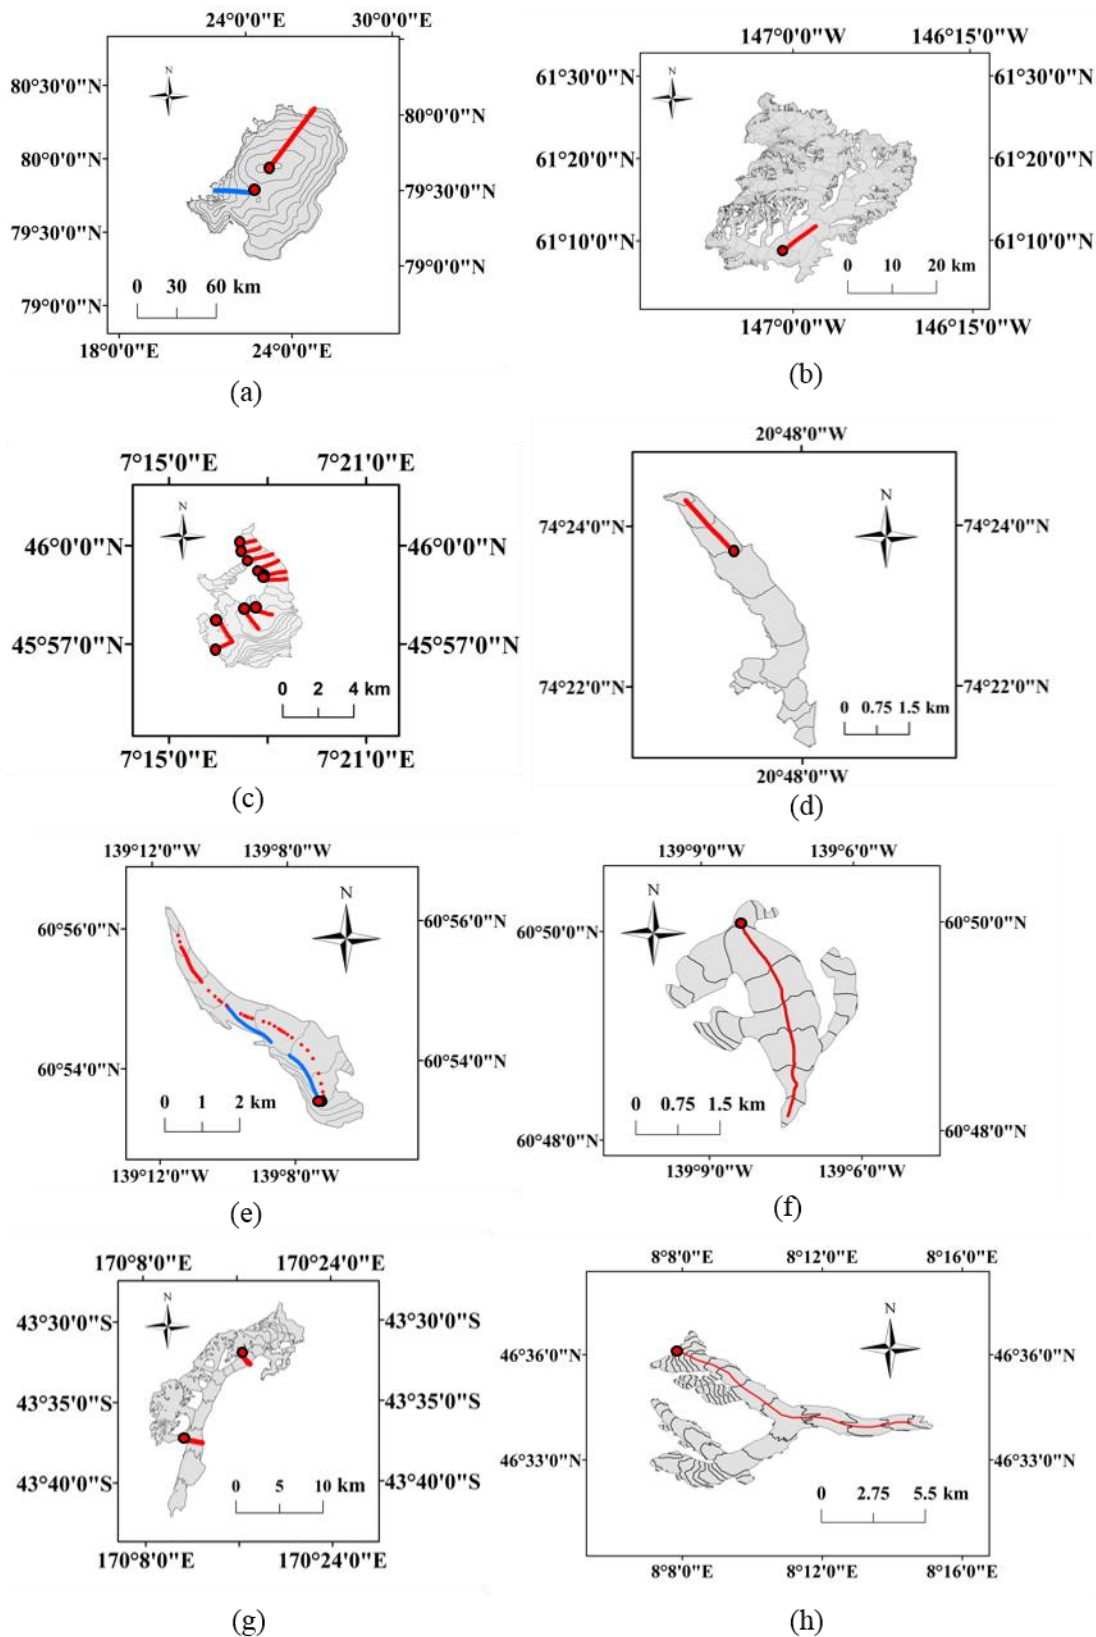 24°0'0"E 30°0'0"E
N
80°30'0"N
80°0'0"N
80°0'0"N
79°30'0"N
79°30'0"N
79°0'0"N
79°0'0"N
0 30 60 km
18°0'0"E 24°0'0"E
(a)
147°0'0"W 146°15'0"W
N
61°30'0"N 61°30'0"N
61°20'0"N 61°20'0"N
61°10'0"N 61°10'0"N
0 10 20 km
147°0'0"W 146°15'0"W
(b)
7°15'0"E 7°21'0"E
N
46°0'0"N 46°0'0"N
45°57'0"N 45°57'0"N
0 2 4 km
7°15'0"E 7°21'0"E
(c)
20°48'0"W
N
74°24'0"N 74°24'0"N
74°22'0"N 74°22'0"N
0 0.75 1.5 km
20°48'0"W
(d)
139°12'0"W 139°8'0"W
N
60°56'0"N 60°56'0"N
60°54'0"N 60°54'0"N
0 1 2 km
139°12'0"W 139°8'0"W
(e)
139°9'0"W 139°6'0"W
N
60°50'0"N 60°50'0"N
0 0.75 1.5 km
60°48'0"N 60°48'0"N
139°9'0"W 139°6'0"W
(f)
170°8'0"E 170°24'0"E
N
43°30'0"S 43°30'0"S
43°35'0"S 43°35'0"S
43°40'0"S 43°40'0"S
0 5 10 km
170°8'0"E 170°24'0"E
(g)
8°8'0"E 8°12'0"E 8°16'0"E
N
46°36'0"N 46°36'0"N
46°33'0"N 46°33'0"N
0 2.75 5.5 km
8°8'0"E 8°12'0"E 8°16'0"E
(h)